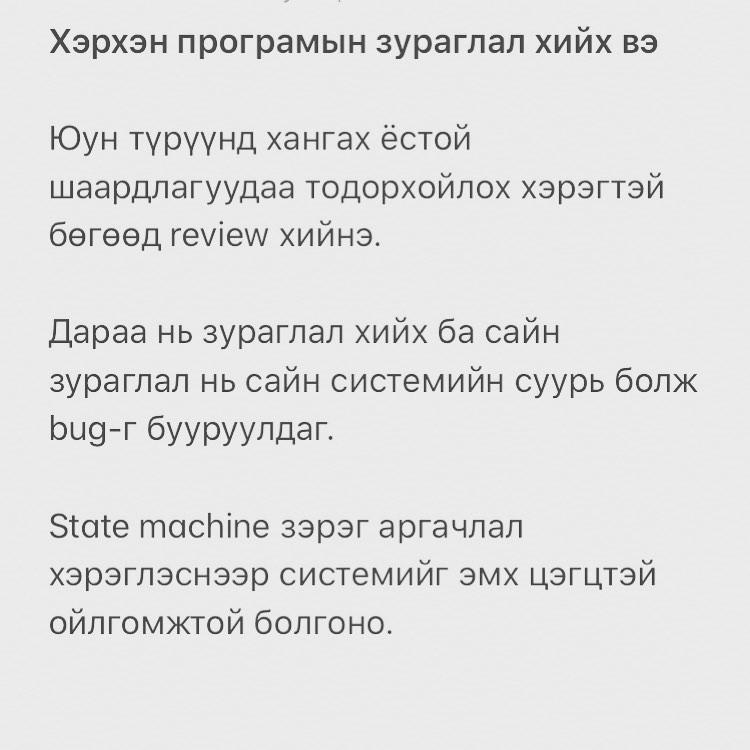 Хэрхэн програмын зураглал хийх вэ
Юун түрүүнд хангах ёстой
шаардлагуудаа тодорхойлох хэрэгтэй
бөгөөд review хийнэ.
Дараа нь зураглал хийх ба сайн
зураглал нь сайн системийн суурь болж
bug-г бууруулдаг.
State machine зэрэг аргачлал
хэрэглэснээр системийг эмх цэгцтэй
ойлгомжтой болгоно.